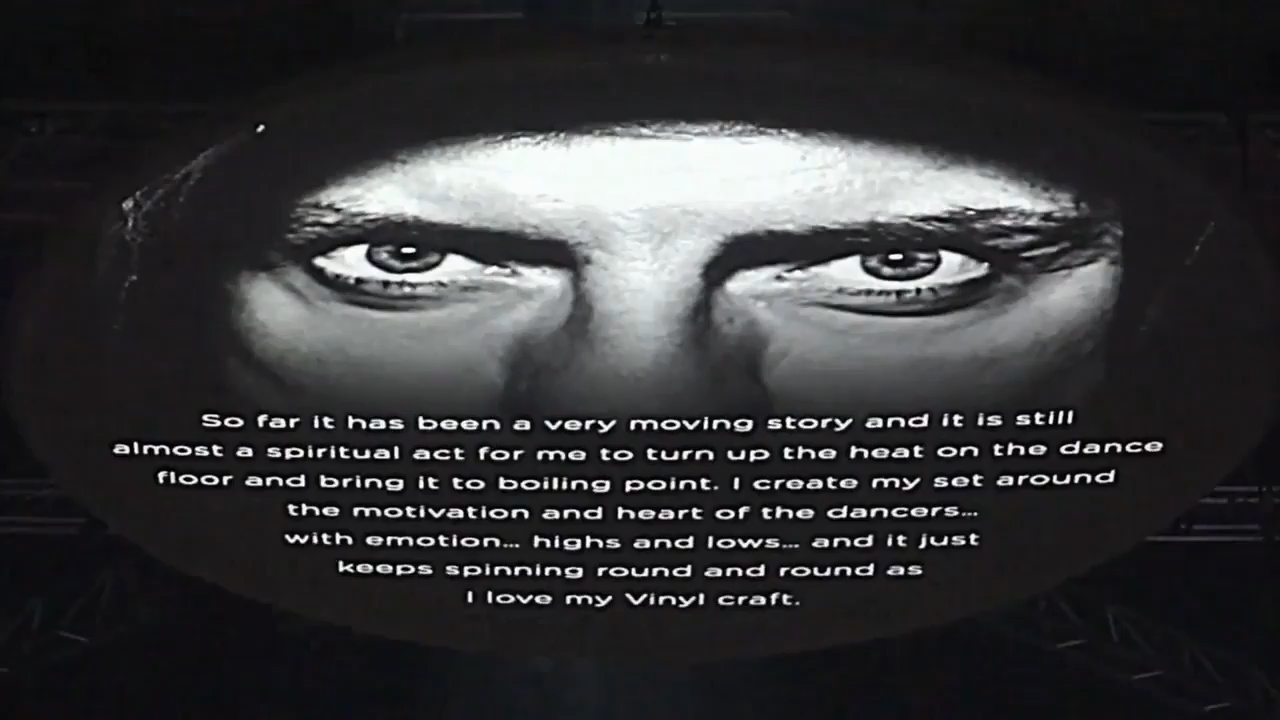 So far it has been a very moving story and it is still
almost a spiritual act for me to turn up the heat on the dance
floor and bring it to boiling point. I create my set around
the motivation and heart of the dancers...
with emotion... highs and lows... and it just
keeps spinning round and round as
I love my Vinyl craft.